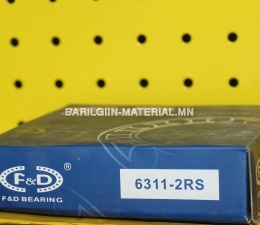 BARILGIIN-MATERIAL.MN
F&D
®
F&D BEARING
6311-2RS